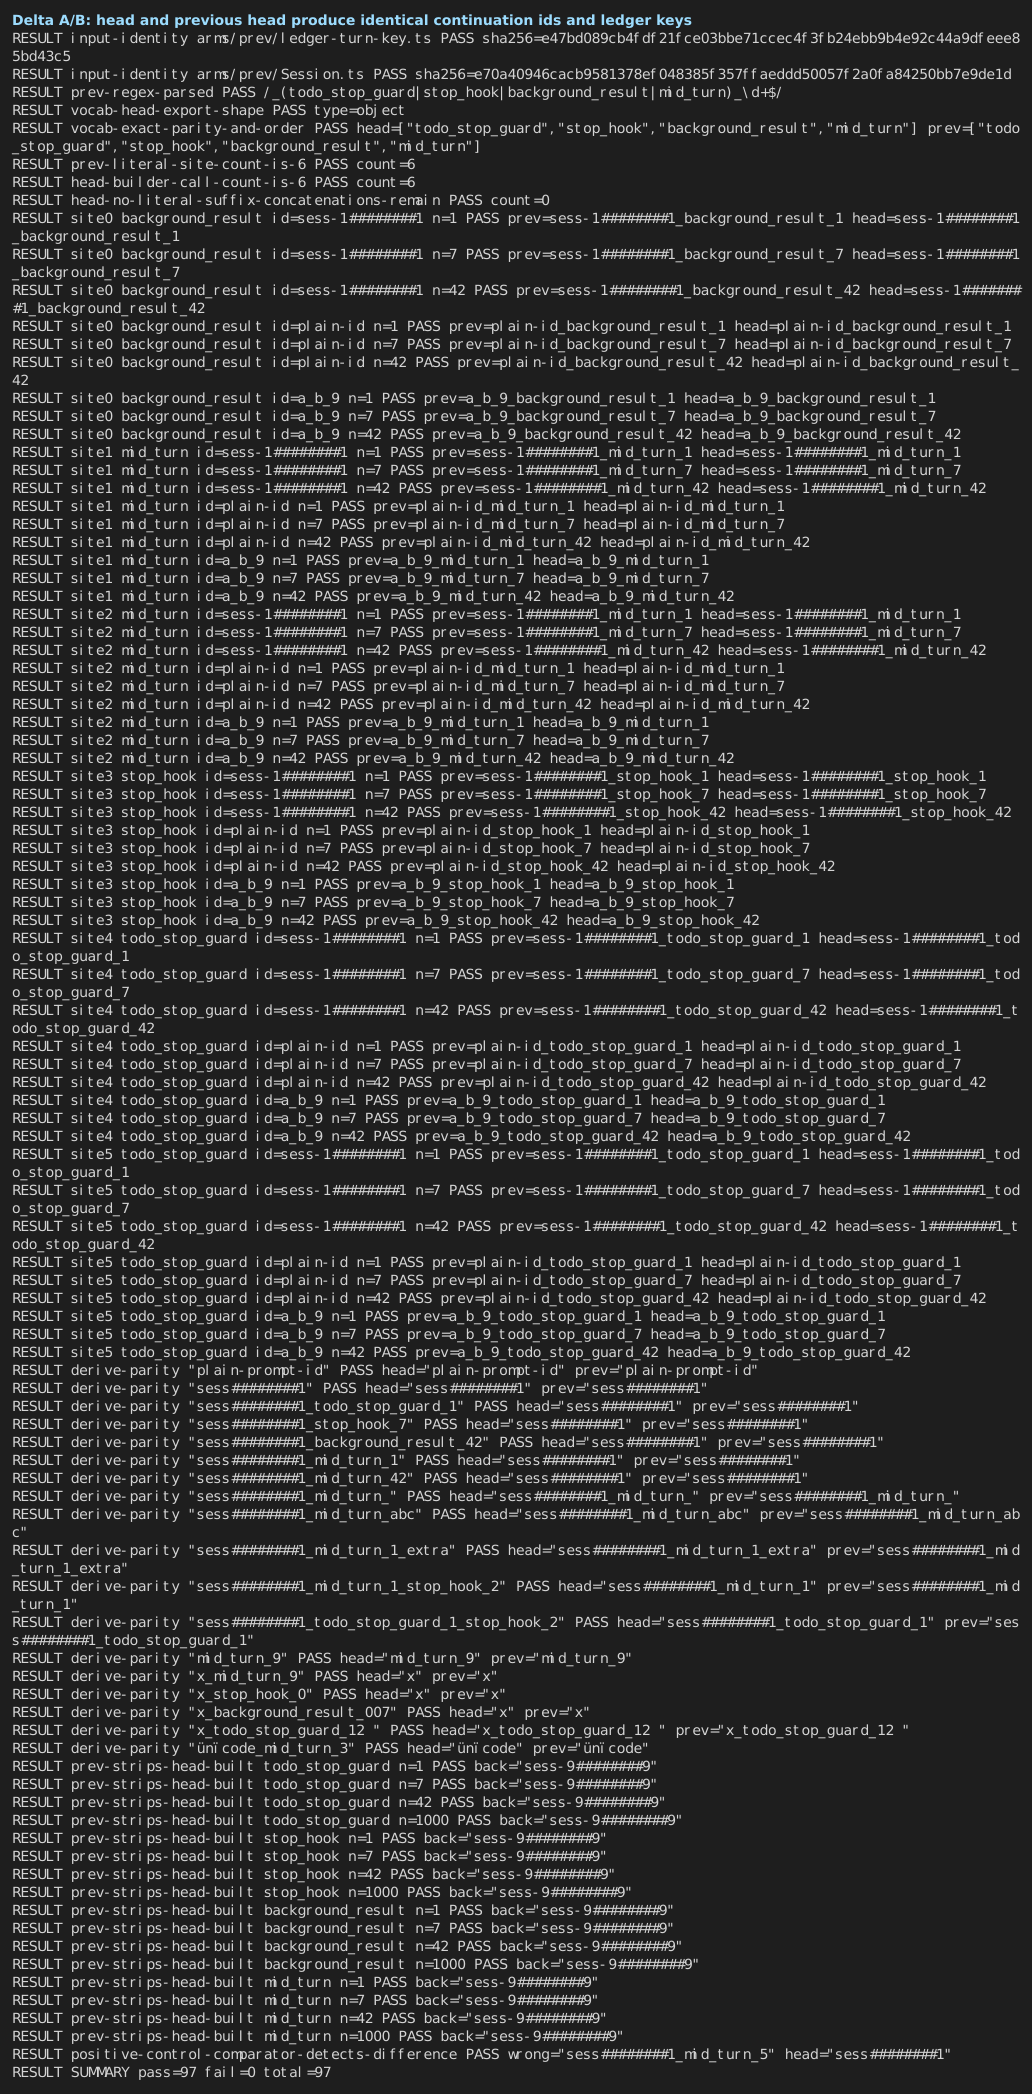 Delta A/B: head and previous head produce identical continuation ids and ledger keys
RESULT input-identity arms/prev/ledger-turn-key.ts PASS sha256=e47bd089cb4fdf21fce03bbe71ccec4f3fb24ebb9b4e92c44a9dfeee8
5bd43c5
RESULT input-identity arms/prev/Session.ts PASS sha256=e70a40946cacb9581378ef048385f357ffaeddd50057f2a0fa84250bb7e9de1d
RESULT prev-regex-parsed PASS /_(todo_stop_guard|stop_hook|background_result|mid_turn)_\d+$/
RESULT vocab-head-export-shape PASS type=object
RESULT vocab-exact-parity-and-order PASS head=["todo_stop_guard","stop_hook","background_result","mid_turn"] prev=["todo
_stop_guard","stop_hook","background_result","mid_turn"]
RESULT prev-literal-site-count-is-6 PASS count=6
RESULT head-builder-call-count-is-6 PASS count=6
RESULT head-no-literal-suffix-concatenations-remain PASS count=0
RESULT site0 background_result id=sess-1########1 n=1 PASS prev=sess-1########1_background_result_1 head=sess-1########1
_background_result_1
RESULT site0 background_result id=sess-1########1 n=7 PASS prev=sess-1########1_background_result_7 head=sess-1########1
_background_result_7
RESULT site0 background_result id=sess-1########1 n=42 PASS prev=sess-1########1_background_result_42 head=sess-1#######
#1_background_result_42
RESULT site0 background_result id=plain-id n=1 PASS prev=plain-id_background_result_1 head=plain-id_background_result_1
RESULT site0 background_result id=plain-id n=7 PASS prev=plain-id_background_result_7 head=plain-id_background_result_7
RESULT site0 background_result id=plain-id n=42 PASS prev=plain-id_background_result_42 head=plain-id_background_result_
42
RESULT site0 background_result id=a_b_9 n=1 PASS prev=a_b_9_background_result_1 head=a_b_9_background_result_1
RESULT site0 background_result id=a_b_9 n=7 PASS prev=a_b_9_background_result_7 head=a_b_9_background_result_7
RESULT site0 background_result id=a_b_9 n=42 PASS prev=a_b_9_background_result_42 head=a_b_9_background_result_42
RESULT site1 mid_turn id=sess-1########1 n=1 PASS prev=sess-1########1_mid_turn_1 head=sess-1########1_mid_turn_1
RESULT site1 mid_turn id=sess-1########1 n=7 PASS prev=sess-1########1_mid_turn_7 head=sess-1########1_mid_turn_7
RESULT site1 mid_turn id=sess-1########1 n=42 PASS prev=sess-1########1_mid_turn_42 head=sess-1########1_mid_turn_42
RESULT site1 mid_turn id=plain-id n=1 PASS prev=plain-id_mid_turn_1 head=plain-id_mid_turn_1
RESULT site1 mid_turn id=plain-id n=7 PASS prev=plain-id_mid_turn_7 head=plain-id_mid_turn_7
RESULT site1 mid_turn id=plain-id n=42 PASS prev=plain-id_mid_turn_42 head=plain-id_mid_turn_42
RESULT site1 mid_turn id=a_b_9 n=1 PASS prev=a_b_9_mid_turn_1 head=a_b_9_mid_turn_1
RESULT site1 mid_turn id=a_b_9 n=7 PASS prev=a_b_9_mid_turn_7 head=a_b_9_mid_turn_7
RESULT site1 mid_turn id=a_b_9 n=42 PASS prev=a_b_9_mid_turn_42 head=a_b_9_mid_turn_42
RESULT site2 mid_turn id=sess-1########1 n=1 PASS prev=sess-1########1_mid_turn_1 head=sess-1########1_mid_turn_1
RESULT site2 mid_turn id=sess-1########1 n=7 PASS prev=sess-1########1_mid_turn_7 head=sess-1########1_mid_turn_7
RESULT site2 mid_turn id=sess-1########1 n=42 PASS prev=sess-1########1_mid_turn_42 head=sess-1########1_mid_turn_42
RESULT site2 mid_turn id=plain-id n=1 PASS prev=plain-id_mid_turn_1 head=plain-id_mid_turn_1
RESULT site2 mid_turn id=plain-id n=7 PASS prev=plain-id_mid_turn_7 head=plain-id_mid_turn_7
RESULT site2 mid_turn id=plain-id n=42 PASS prev=plain-id_mid_turn_42 head=plain-id_mid_turn_42
RESULT site2 mid_turn id=a_b_9 n=1 PASS prev=a_b_9_mid_turn_1 head=a_b_9_mid_turn_1
RESULT site2 mid_turn id=a_b_9 n=7 PASS prev=a_b_9_mid_turn_7 head=a_b_9_mid_turn_7
RESULT site2 mid_turn id=a_b_9 n=42 PASS prev=a_b_9_mid_turn_42 head=a_b_9_mid_turn_42
RESULT site3 stop_hook id=sess-1########1 n=1 PASS prev=sess-1########1_stop_hook_1 head=sess-1########1_stop_hook_1
RESULT site3 stop_hook id=sess-1########1 n=7 PASS prev=sess-1########1_stop_hook_7 head=sess-1########1_stop_hook_7
RESULT site3 stop_hook id=sess-1########1 n=42 PASS prev=sess-1########1_stop_hook_42 head=sess-1########1_stop_hook_42
RESULT site3 stop_hook id=plain-id n=1 PASS prev=plain-id_stop_hook_1 head=plain-id_stop_hook_1
RESULT site3 stop_hook id=plain-id n=7 PASS prev=plain-id_stop_hook_7 head=plain-id_stop_hook_7
RESULT site3 stop_hook id=plain-id n=42 PASS prev=plain-id_stop_hook_42 head=plain-id_stop_hook_42
RESULT site3 stop_hook id=a_b_9 n=1 PASS prev=a_b_9_stop_hook_1 head=a_b_9_stop_hook_1
RESULT site3 stop_hook id=a_b_9 n=7 PASS prev=a_b_9_stop_hook_7 head=a_b_9_stop_hook_7
RESULT site3 stop_hook id=a_b_9 n=42 PASS prev=a_b_9_stop_hook_42 head=a_b_9_stop_hook_42
RESULT site4 todo_stop_guard id=sess-1########1 n=1 PASS prev=sess-1########1_todo_stop_guard_1 head=sess-1########1_tod
o_stop_guard_1
RESULT site4 todo_stop_guard id=sess-1########1 n=7 PASS prev=sess-1########1_todo_stop_guard_7 head=sess-1########1_tod
o_stop_guard_7
RESULT site4 todo_stop_guard id=sess-1########1 n=42 PASS prev=sess-1########1_todo_stop_guard_42 head=sess-1########1_t
odo_stop_guard_42
RESULT site4 todo_stop_guard id=plain-id n=1 PASS prev=plain-id_todo_stop_guard_1 head=plain-id_todo_stop_guard_1
RESULT site4 todo_stop_guard id=plain-id n=7 PASS prev=plain-id_todo_stop_guard_7 head=plain-id_todo_stop_guard_7
RESULT site4 todo_stop_guard id=plain-id n=42 PASS prev=plain-id_todo_stop_guard_42 head=plain-id_todo_stop_guard_42
RESULT site4 todo_stop_guard id=a_b_9 n=1 PASS prev=a_b_9_todo_stop_guard_1 head=a_b_9_todo_stop_guard_1
RESULT site4 todo_stop_guard id=a_b_9 n=7 PASS prev=a_b_9_todo_stop_guard_7 head=a_b_9_todo_stop_guard_7
RESULT site4 todo_stop_guard id=a_b_9 n=42 PASS prev=a_b_9_todo_stop_guard_42 head=a_b_9_todo_stop_guard_42
RESULT site5 todo_stop_guard id=sess-1########1 n=1 PASS prev=sess-1########1_todo_stop_guard_1 head=sess-1########1_tod
o_stop_guard_1
RESULT site5 todo_stop_guard id=sess-1########1 n=7 PASS prev=sess-1########1_todo_stop_guard_7 head=sess-1########1_tod
o_stop_guard_7
RESULT site5 todo_stop_guard id=sess-1########1 n=42 PASS prev=sess-1########1_todo_stop_guard_42 head=sess-1########1_t
odo_stop_guard_42
RESULT site5 todo_stop_guard id=plain-id n=1 PASS prev=plain-id_todo_stop_guard_1 head=plain-id_todo_stop_guard_1
RESULT site5 todo_stop_guard id=plain-id n=7 PASS prev=plain-id_todo_stop_guard_7 head=plain-id_todo_stop_guard_7
RESULT site5 todo_stop_guard id=plain-id n=42 PASS prev=plain-id_todo_stop_guard_42 head=plain-id_todo_stop_guard_42
RESULT site5 todo_stop_guard id=a_b_9 n=1 PASS prev=a_b_9_todo_stop_guard_1 head=a_b_9_todo_stop_guard_1
RESULT site5 todo_stop_guard id=a_b_9 n=7 PASS prev=a_b_9_todo_stop_guard_7 head=a_b_9_todo_stop_guard_7
RESULT site5 todo_stop_guard id=a_b_9 n=42 PASS prev=a_b_9_todo_stop_guard_42 head=a_b_9_todo_stop_guard_42
RESULT derive-parity "plain-prompt-id" PASS head="plain-prompt-id" prev="plain-prompt-id"
RESULT derive-parity "sess########1" PASS head="sess########1" prev="sess########1"
RESULT derive-parity "sess########1_todo_stop_guard_1" PASS head="sess########1" prev="sess########1"
RESULT derive-parity "sess########1_stop_hook_7" PASS head="sess########1" prev="sess########1"
RESULT derive-parity "sess########1_background_result_42" PASS head="sess########1" prev="sess########1"
RESULT derive-parity "sess########1_mid_turn_1" PASS head="sess########1" prev="sess########1"
RESULT derive-parity "sess########1_mid_turn_42" PASS head="sess########1" prev="sess########1"
RESULT derive-parity "sess########1_mid_turn_" PASS head="sess########1_mid_turn_" prev="sess########1_mid_turn_"
RESULT derive-parity "sess########1_mid_turn_abc" PASS head="sess########1_mid_turn_abc" prev="sess########1_mid_turn_ab
c"
RESULT derive-parity "sess########1_mid_turn_1_extra" PASS head="sess########1_mid_turn_1_extra" prev="sess########1_mid
_turn_1_extra"
RESULT derive-parity "sess########1_mid_turn_1_stop_hook_2" PASS head="sess########1_mid_turn_1" prev="sess########1_mid
_turn_1"
RESULT derive-parity "sess########1_todo_stop_guard_1_stop_hook_2" PASS head="sess########1_todo_stop_guard_1" prev="ses
s########1_todo_stop_guard_1"
RESULT derive-parity "mid_turn_9" PASS head="mid_turn_9" prev="mid_turn_9"
RESULT derive-parity "x_mid_turn_9" PASS head="x" prev="x"
RESULT derive-parity "x_stop_hook_0" PASS head="x" prev="x"
RESULT derive-parity "x_background_result_007" PASS head="x" prev="x"
RESULT derive-parity "x_todo_stop_guard_12 " PASS head="x_todo_stop_guard_12 " prev="x_todo_stop_guard_12 "
RESULT derive-parity "ünïcode_mid_turn_3" PASS head="ünïcode" prev="ünïcode"
RESULT prev-strips-head-built todo_stop_guard n=1 PASS back="sess-9########9"
RESULT prev-strips-head-built todo_stop_guard n=7 PASS back="sess-9########9"
RESULT prev-strips-head-built todo_stop_guard n=42 PASS back="sess-9########9"
RESULT prev-strips-head-built todo_stop_guard n=1000 PASS back="sess-9########9"
RESULT prev-strips-head-built stop_hook n=1 PASS back="sess-9########9"
RESULT prev-strips-head-built stop_hook n=7 PASS back="sess-9########9"
RESULT prev-strips-head-built stop_hook n=42 PASS back="sess-9########9"
RESULT prev-strips-head-built stop_hook n=1000 PASS back="sess-9########9"
RESULT prev-strips-head-built background_result n=1 PASS back="sess-9########9"
RESULT prev-strips-head-built background_result n=7 PASS back="sess-9########9"
RESULT prev-strips-head-built background_result n=42 PASS back="sess-9########9"
RESULT prev-strips-head-built background_result n=1000 PASS back="sess-9########9"
RESULT prev-strips-head-built mid_turn n=1 PASS back="sess-9########9"
RESULT prev-strips-head-built mid_turn n=7 PASS back="sess-9########9"
RESULT prev-strips-head-built mid_turn n=42 PASS back="sess-9########9"
RESULT prev-strips-head-built mid_turn n=1000 PASS back="sess-9########9"
RESULT positive-control-comparator-detects-difference PASS wrong="sess########1_mid_turn_5" head="sess########1"
RESULT SUMMARY pass=97 fail=0 total=97